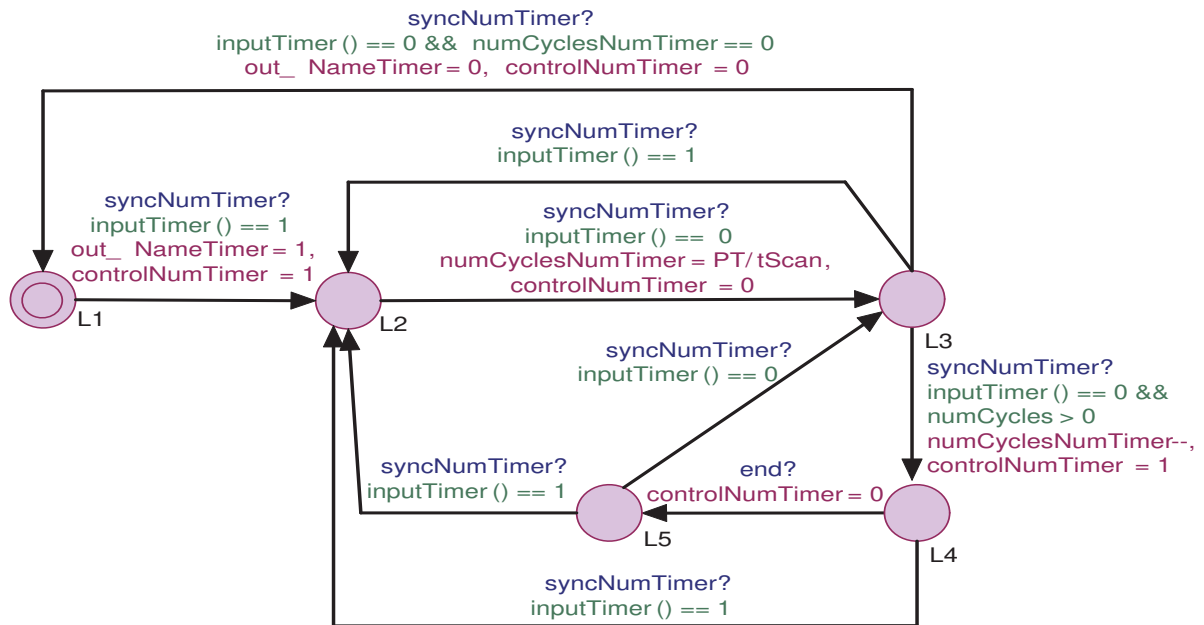 syncNumTimer?
inputTimer () == 0 && numCyclesNumTimer == 0
out_ NameTimer = 0, controlNumTimer = 0
syncNumTimer?
inputTimer () == 1
syncNumTimer?
inputTimer () == 1
out_ NameTimer = 1,
controlNumTimer = 1
syncNumTimer?
inputTimer () == 0
numCyclesNumTimer = PT/ tScan,
controlNumTimer = 0
L1
L2
L3
syncNumTimer?
inputTimer () == 0
syncNumTimer?
inputTimer () == 0 &&
numCycles > 0
numCyclesNumTimer--,
controlNumTimer = 1
syncNumTimer?
inputTimer () == 1
end?
controlNumTimer = 0
L5
L4
syncNumTimer?
inputTimer () == 1